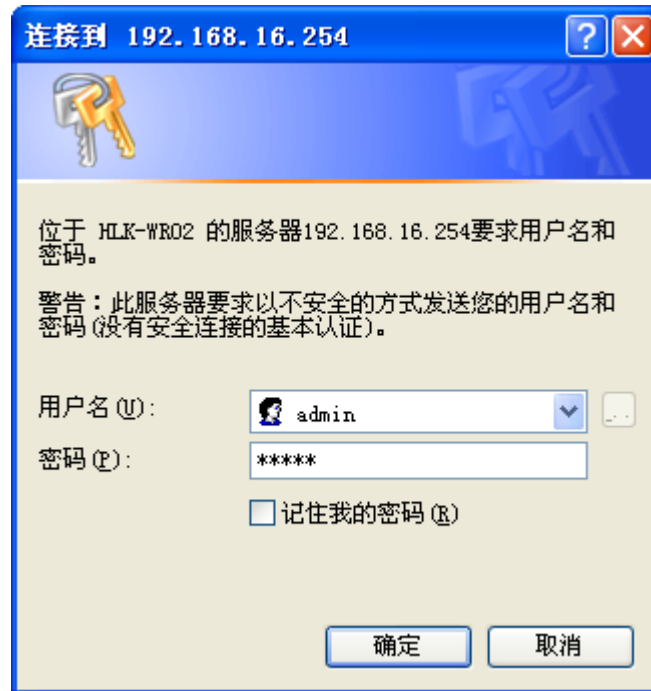 连接到 192.168.16.254
位于 HLK-WR02 的服务器192.168.16.254要求用户名和
密码。
警告：此服务器要求以不安全的方式发送您的用户名和
密码(没有安全连接的基本认证)。
用户名(U):
admin
密码(P):
*****
记住我的密码(R)
确定
取消